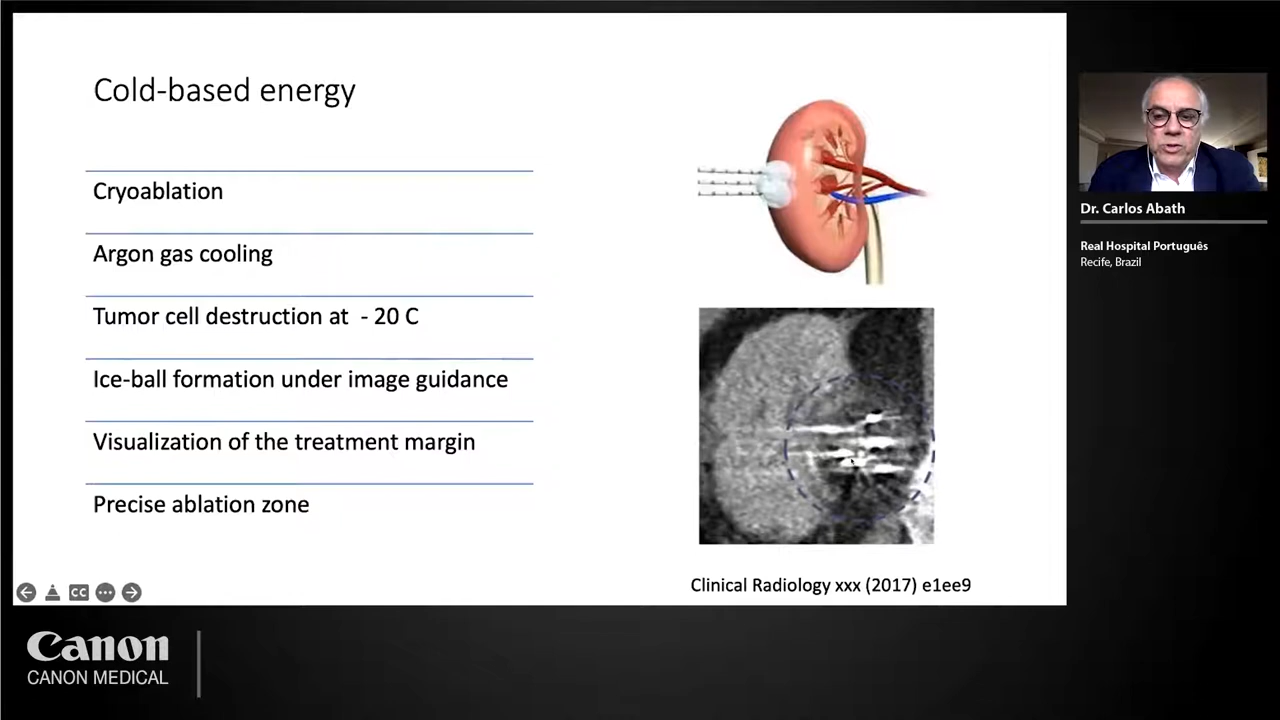 Cold-based energy
Cryoablation
Argon gas cooling
Tumor cell destruction at - 20 C
Ice-ball formation under image guidance
Visualization of the treatment margin
Precise ablation zone
Clinical Radiology xxx (2017) e1ee9
CC
Dr. Carlos Abath
Real Hospital Português
Recife, Brazil
Canon
CANON MEDICAL